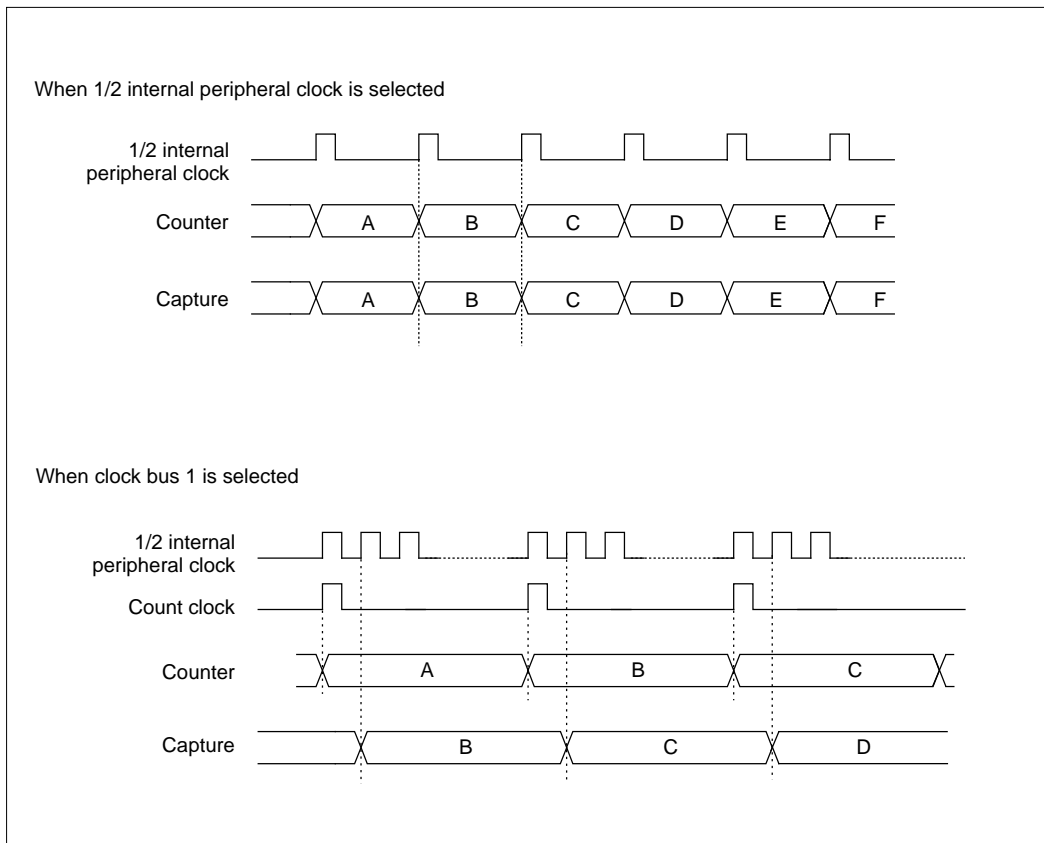 When 1/2 internal peripheral clock is selected
1/2 internal
peripheral clock
Counter
A B C D E F
Capture
A B C D E F
When clock bus 1 is selected
1/2 internal
peripheral clock
Count clock
Counter
A B C
Capture
B C D